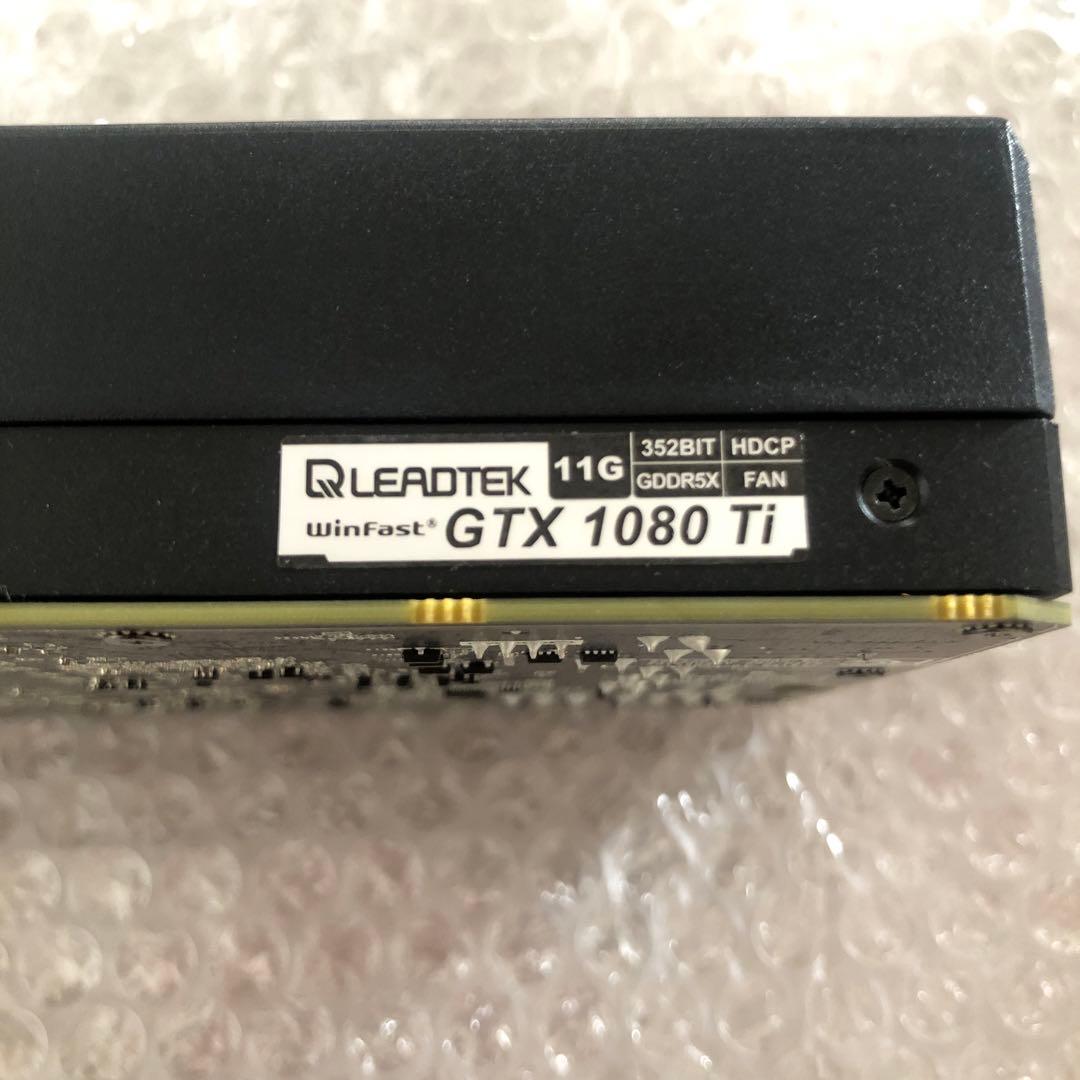 LEADTEK 11G 352BIT HDCP
GDDR5X FAN
WinFast® GTX 1080 Ti